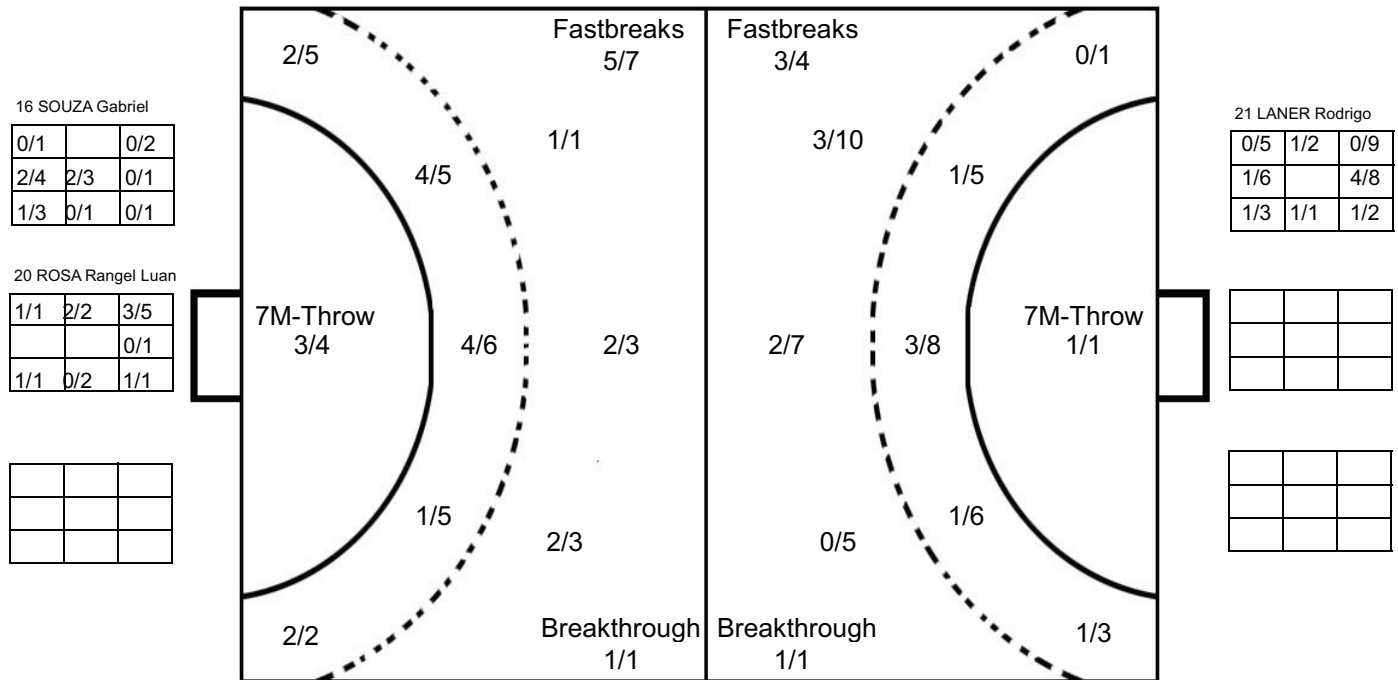 Fastbreaks Fastbreaks
2/5 5/7 3/4 0/1
16 SOUZA Gabriel
0/1 0/2
2/4 2/3 0/1
1/3 0/1 0/1
20 ROSA Rangel Luan
1/1 2/2 3/5
0/1
1/1 0/2 1/1
1/1 3/10
4/5 1/5
7M-Throw 7M-Throw
3/4 4/6 2/3 2/7 3/8 1/1
1/5 1/6
2/3 0/5
2/2 Breakthrough Breakthrough 1/3
1/1 1/1
21 LANER Rodrigo
0/5 1/2 0/9
1/6 4/8
1/3 1/1 1/2